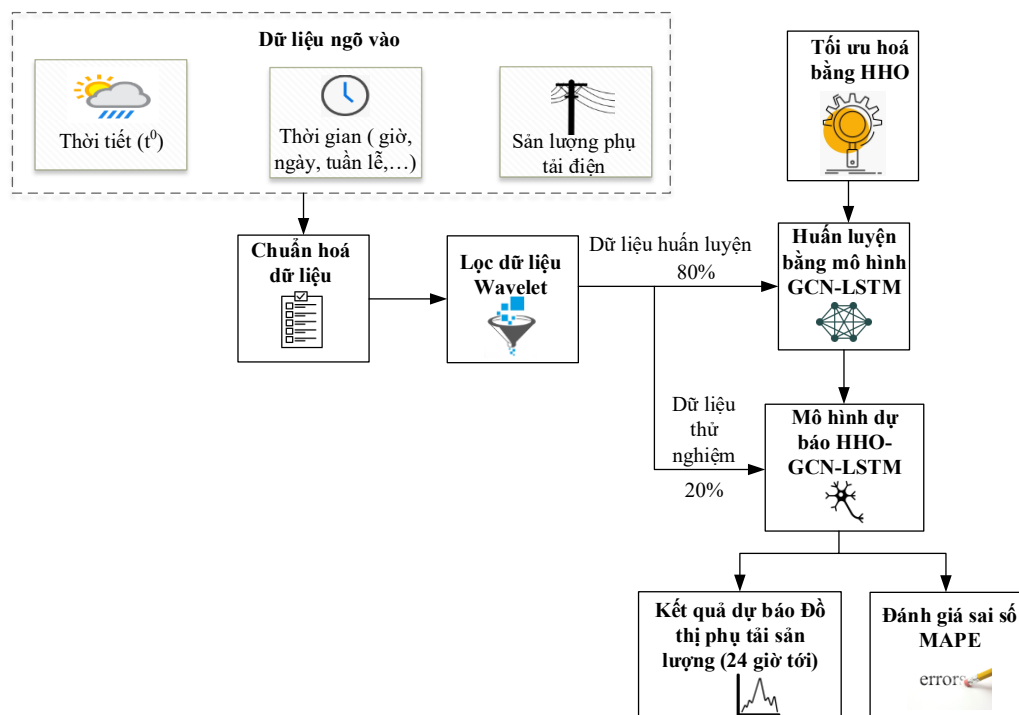 Dữ liệu ngõ vào
Tối ưu hoá
bằng HHO
Thời tiết (t⁰)
Thời gian ( giờ,
ngày, tuần lễ,…)
Sản lượng phụ
tải điện
Chuẩn hoá
dữ liệu
Lọc dữ liệu
Wavelet
Dữ liệu huấn luyện
80%
Huấn luyện
bằng mô hình
GCN-LSTM
Dữ liệu
thử
nghiệm
20%
Mô hình dự
báo HHO-
GCN-LSTM
Kết quả dự báo Đồ
thị phụ tải sản
lượng (24 giờ tới)
Đánh giá sai số
MAPE
errors